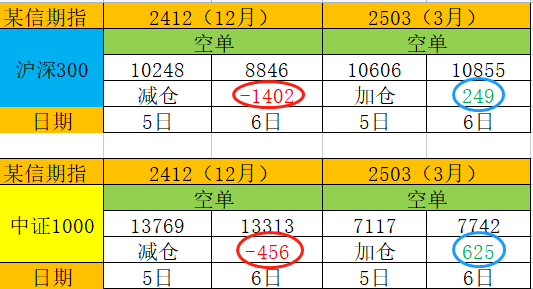 某信期指 2412（12月） 2503（3月）
沪深300 空单 空单
10248 8846 10606 10855
减仓 -1402 加仓 249
日期 5日 6日 5日 6日
某信期指 2412（12月） 2503（3月）
中证1000 空单 空单
13769 13313 7117 7742
减仓 -456 加仓 625
日期 5日 6日 5日 6日